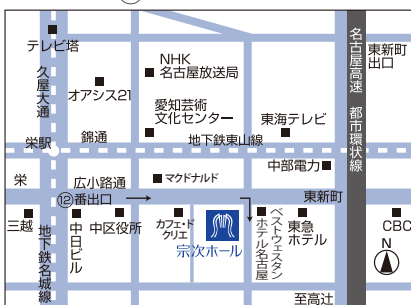 テレビ塔
久屋大通
オアシス21
NHK
名古屋放送局
愛知芸術
文化センター
名古屋高速 都市環状線
東新町
出口
東海テレビ
栄駅
錦通
地下鉄東山線
中部電力
栄
広小路通
マクドナルド
東新町
⑫番出口
三越
地下鉄名城線
中日ビル
中区役所
カフェ・ド
クリエ
宗次ホール
ベストウェスタン
ホテル名古屋
東急
ホテル
CBC
N
至高辻